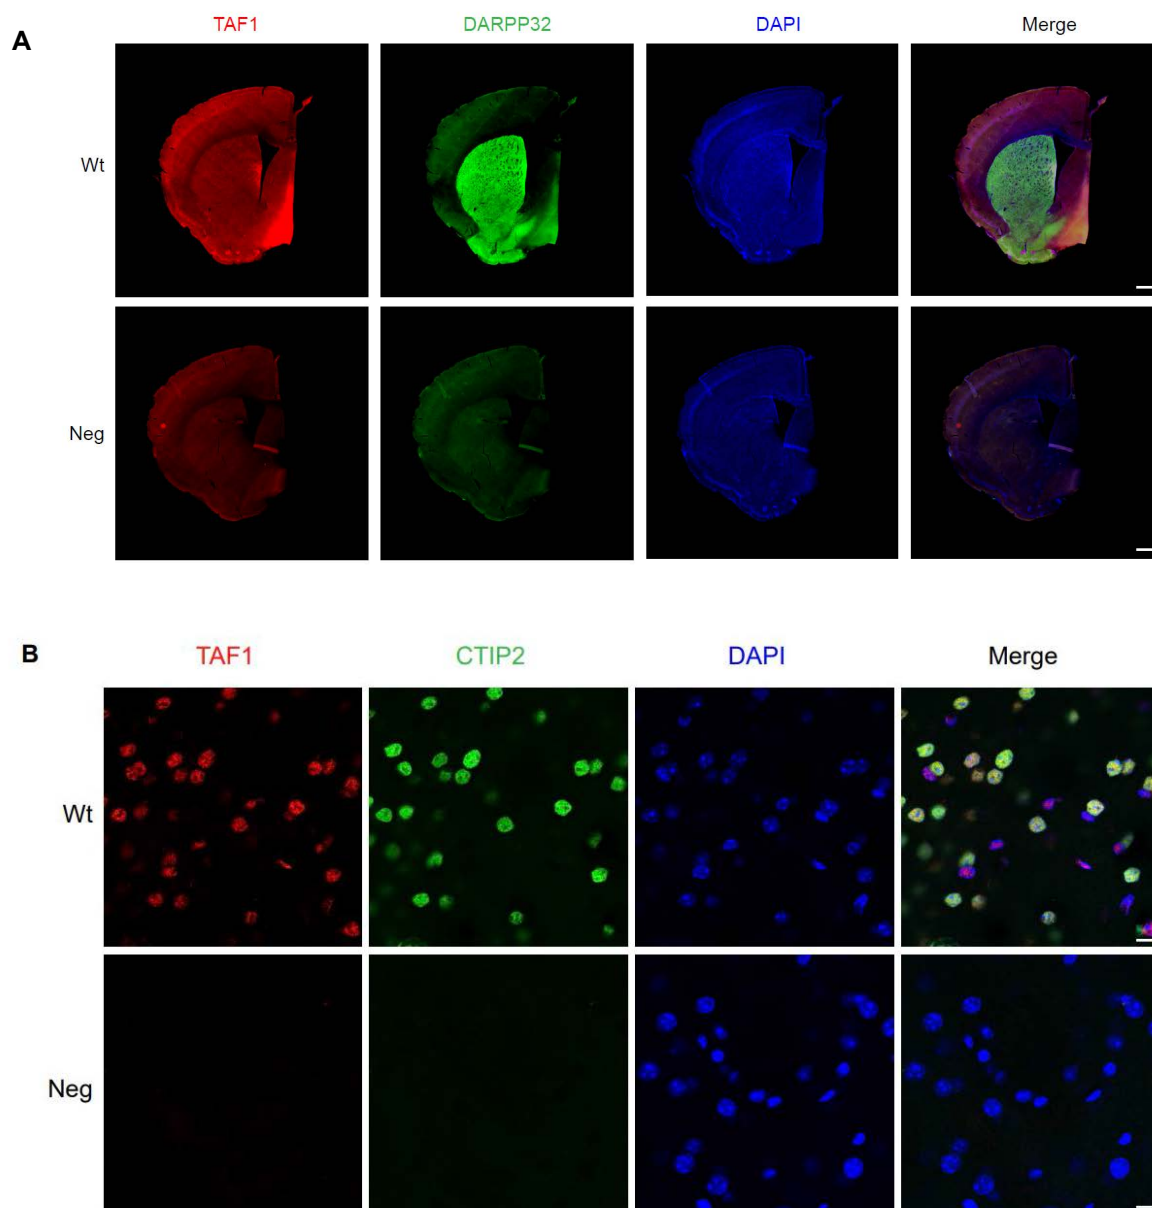 A
TAF1 DARPP32 DAPI Merge
Wt
Neg
B
TAF1 CTIP2 DAPI Merge
Wt
Neg